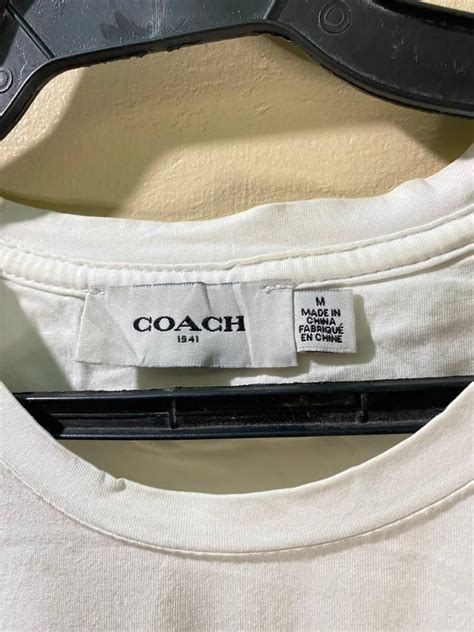 COACH
1941
M
MADE IN
CHINA
FABRIQUÉ
EN CHINE